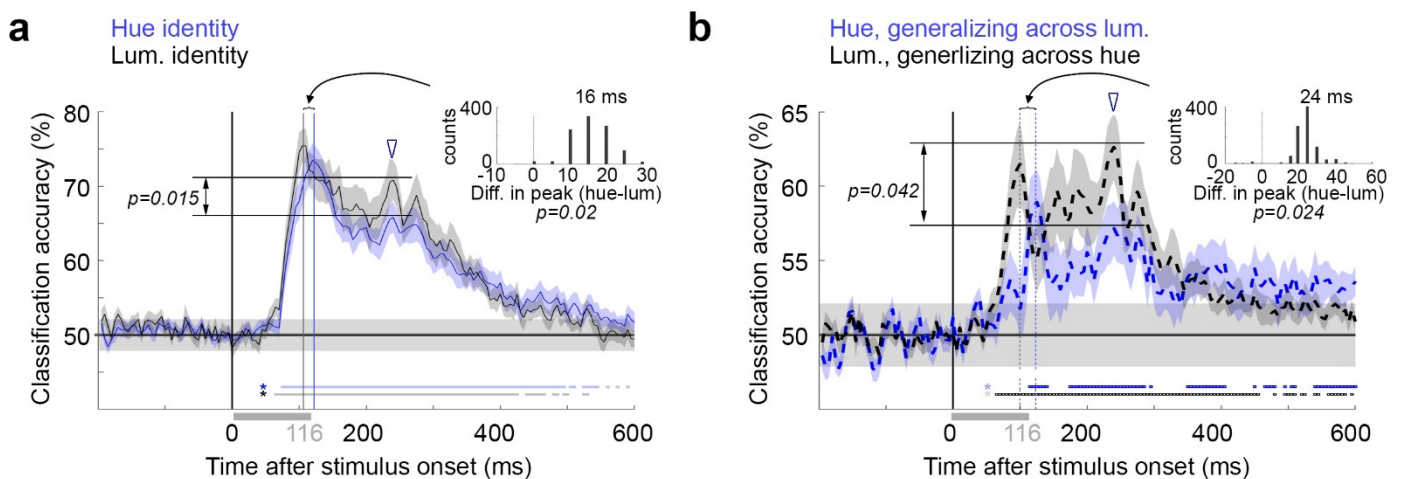 a
Hue identity
Lum. identity
80
70
60
50
Classification accuracy (%)
p=0.015
16 ms
400
0
counts
-10 0 10 20 30
Diff. in peak (hue-lum)
p=0.02
*
*
0 116 200 400 600
Time after stimulus onset (ms)
b
Hue, generalizing across lum.
Lum., generlizing across hue
65
60
55
50
Classification accuracy (%)
p=0.042
24 ms
400
0
counts
-20 0 20 40 60
Diff. in peak (hue-lum)
p=0.024
*
*
0 116 200 400 600
Time after stimulus onset (ms)